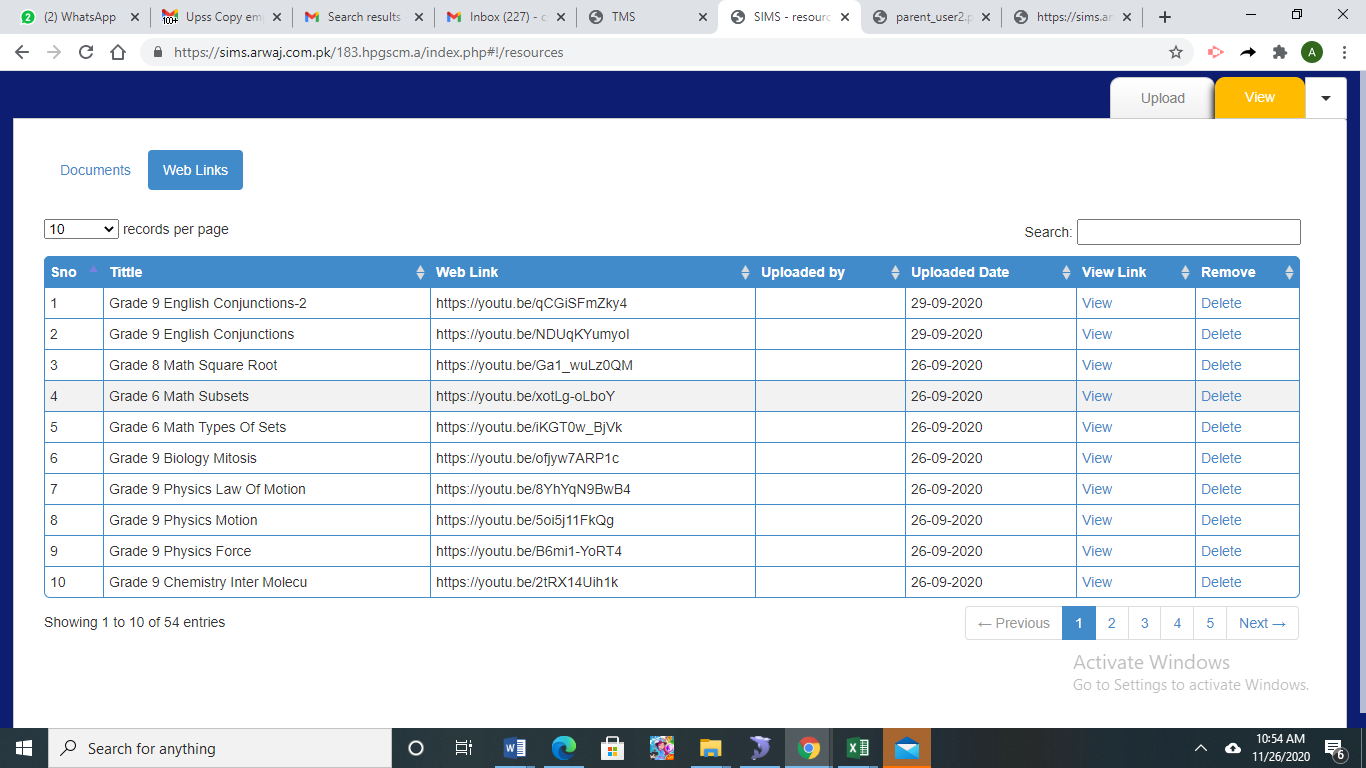 (2) WhatsApp
Upss Copy em
Search results
Inbox (227) - c
TMS
SIMS - resourc
parent_user2.p
https://sims.ar
https://sims.arwaj.com.pk/183.hpgscm.a/index.php#!/resources
A
Upload View
Documents Web Links
10 records per page
Search:
Sno Tittle Web Link Uploaded by Uploaded Date View Link Remove
1 Grade 9 English Conjunctions-2 https://youtu.be/qCGiSFmZky4 29-09-2020 View Delete
2 Grade 9 English Conjunctions https://youtu.be/NDUqKYumyoI 29-09-2020 View Delete
3 Grade 8 Math Square Root https://youtu.be/Ga1_wuLz0QM 26-09-2020 View Delete
4 Grade 6 Math Subsets https://youtu.be/xotLg-oLboY 26-09-2020 View Delete
5 Grade 6 Math Types Of Sets https://youtu.be/iKGT0w_BjVk 26-09-2020 View Delete
6 Grade 9 Biology Mitosis https://youtu.be/ofjyw7ARP1c 26-09-2020 View Delete
7 Grade 9 Physics Law Of Motion https://youtu.be/8YhYqN9BwB4 26-09-2020 View Delete
8 Grade 9 Physics Motion https://youtu.be/5oi5j11FkQg 26-09-2020 View Delete
9 Grade 9 Physics Force https://youtu.be/B6mi1-YoRT4 26-09-2020 View Delete
10 Grade 9 Chemistry Inter Molecu https://youtu.be/2tRX14Uih1k 26-09-2020 View Delete
Showing 1 to 10 of 54 entries
← Previous 1 2 3 4 5 Next →
Activate Windows
Go to Settings to activate Windows.
Search for anything
10:54 AM
11/26/2020
6